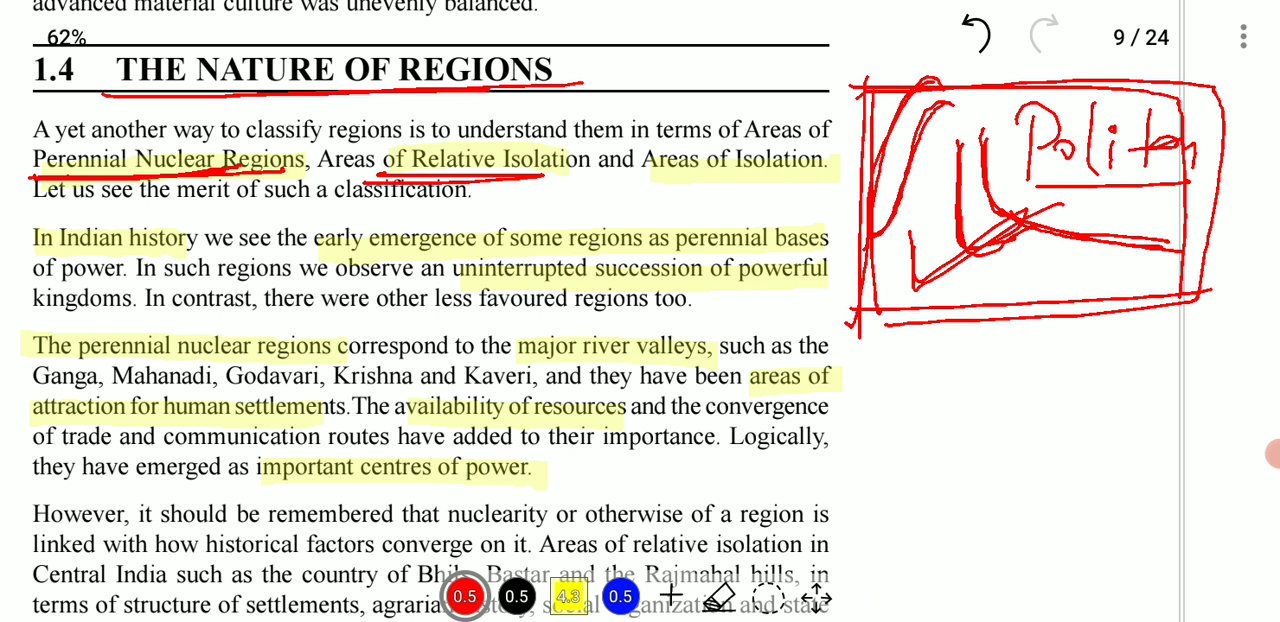 advanced material culture was unevenly balanced.
62%
9 / 24
1.4 THE NATURE OF REGIONS
A yet another way to classify regions is to understand them in terms of Areas of
Perennial Nuclear Regions, Areas of Relative Isolation and Areas of Isolation.
Let us see the merit of such a classification.
In Indian history we see the early emergence of some regions as perennial bases
of power. In such regions we observe an uninterrupted succession of powerful
kingdoms. In contrast, there were other less favoured regions too.
The perennial nuclear regions correspond to the major river valleys, such as the
Ganga, Mahanadi, Godavari, Krishna and Kaveri, and they have been areas of
attraction for human settlements.The availability of resources and the convergence
of trade and communication routes have added to their importance. Logically,
they have emerged as important centres of power.
However, it should be remembered that nuclearity or otherwise of a region is
linked with how historical factors converge on it. Areas of relative isolation in
Central India such as the country of Bhils, Bastar and the Rajmahal hills, in
terms of structure of settlements, agrarian history, social organization and state
0.5 0.5 4.3 0.5